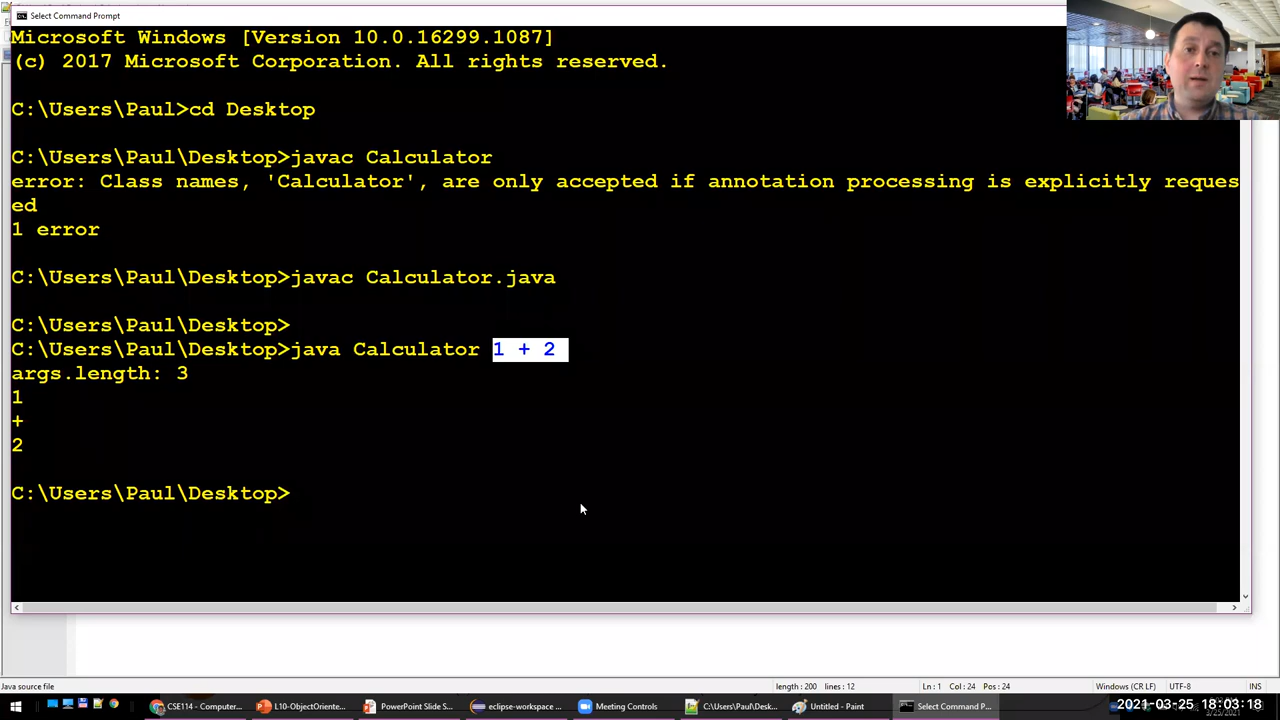 Select Command Prompt
Microsoft Windows [Version 10.0.16299.1087]
(c) 2017 Microsoft Corporation. All rights reserved.
C:\Users\Paul>cd Desktop
C:\Users\Paul\Desktop>javac Calculator
error: Class names, 'Calculator', are only accepted if annotation processing is explicitly reques
ed
1 error
C:\Users\Paul\Desktop>javac Calculator.java
C:\Users\Paul\Desktop>
C:\Users\Paul\Desktop>java Calculator 1 + 2
args.length: 3
1
+
2
C:\Users\Paul\Desktop>
Java source file length : 200 lines : 12 Ln : 1 Col : 24 Pos : 24 Windows (CR LF) UTF-8 INS
CSE114 - Computer... L10-ObjectOriente... PowerPoint Slide S... eclipse-workspace ... Meeting Controls C:\Users\Paul\Desk... Untitled - Paint Select Command P... 2021-03-25 18:03:18